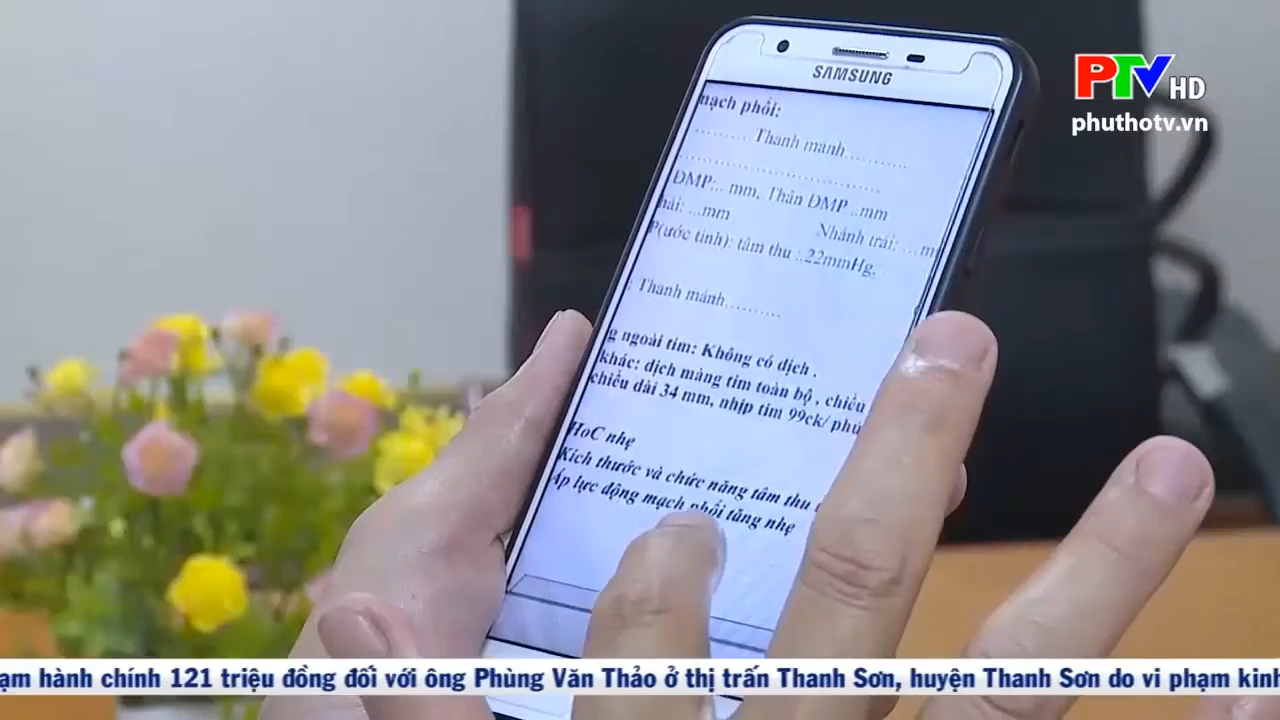 PTV HD
phuthotv.vn
SAMSUNG
mạch phổi:
..........Thanh mảnh...........
....................................
ĐMP:.. mm, Thân ĐMP ..mm
hải: ...mm Nhánh trái: ...m
P(ước tính): tâm thu :.22mmHg.
: Thanh mảnh..........
g ngoài tim: Không có dịch .
khác: dịch màng tim toàn bộ , chiều
chiều dài 34 mm, nhịp tim 99ck/ phú
HoC nhẹ
Kích thước và chức năng tâm thu
Áp lực động mạch phổi tăng nhẹ
ạm hành chính 121 triệu đồng đối với ông Phùng Văn Thảo ở thị trấn Thanh Sơn, huyện Thanh Sơn do vi phạm kinh